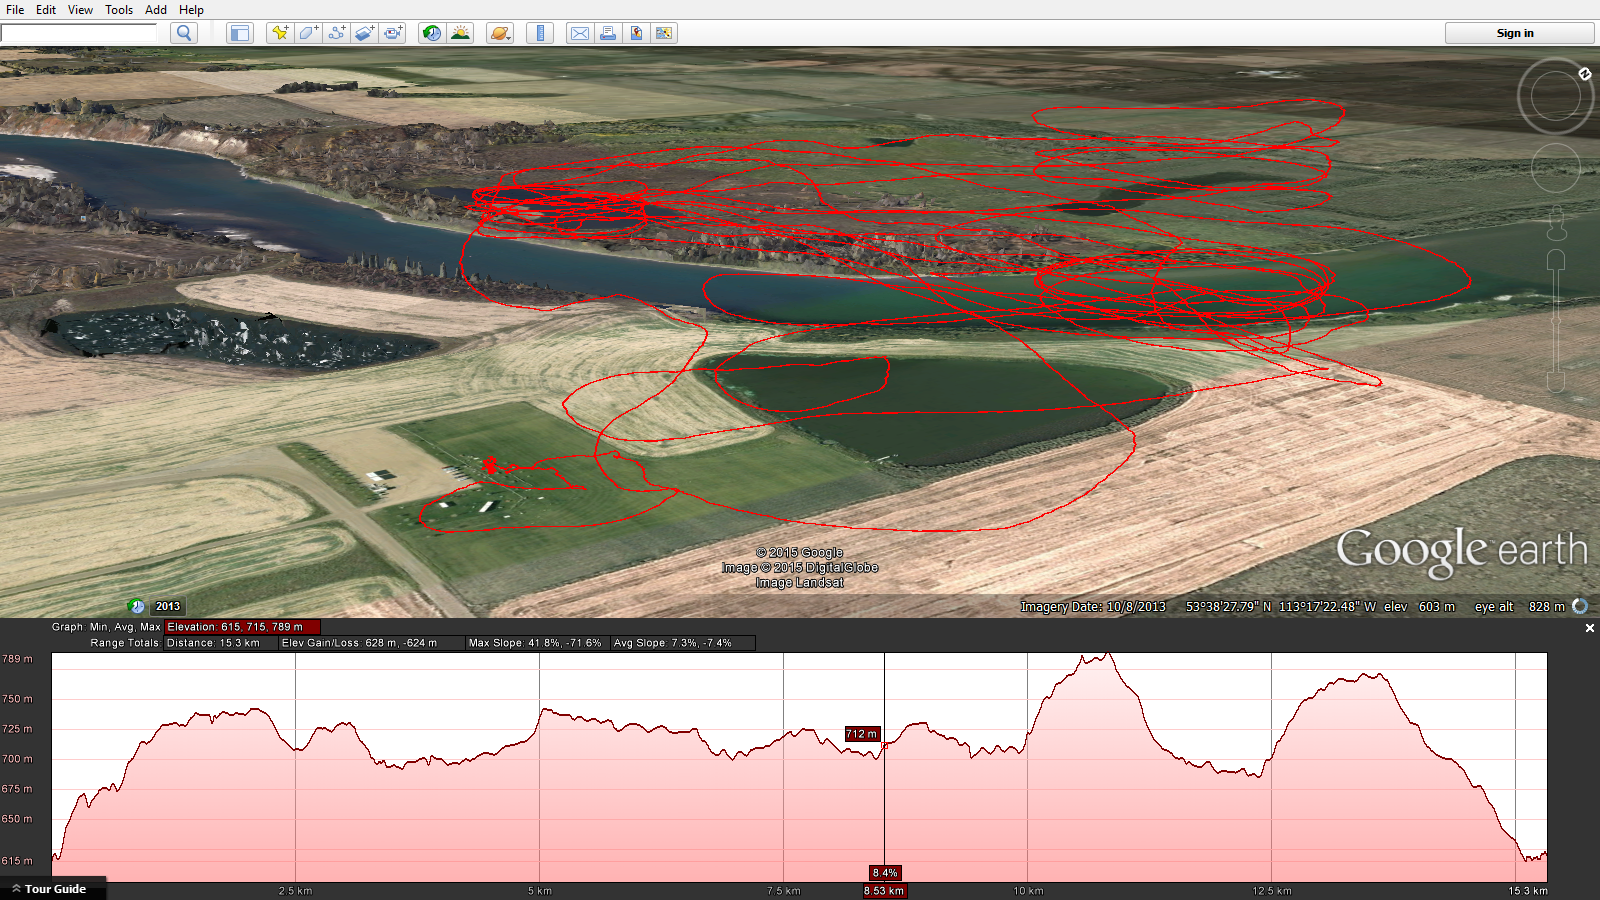 File Edit View Tools Add Help
Sign in
Google earth
© 2015 Google
Image © 2015 DigitalGlobe
Image Landsat
2013
Imagery Date: 10/8/2013 53°38'27.79" N 113°17'22.48" W elev 603 m eye alt 828 m
Graph: Min, Avg, Max Elevation: 615, 715, 789 m
Range Totals: Distance: 15.3 km Elev Gain/Loss: 628 m, -624 m Max Slope: 41.8%, -71.6% Avg Slope: 7.3%, -7.4%
789 m
750 m
725 m
712 m
700 m
675 m
650 m
615 m
8.4%
Tour Guide
2.5 km 5 km 7.5 km 8.53 km 10 km 12.5 km 15.3 km